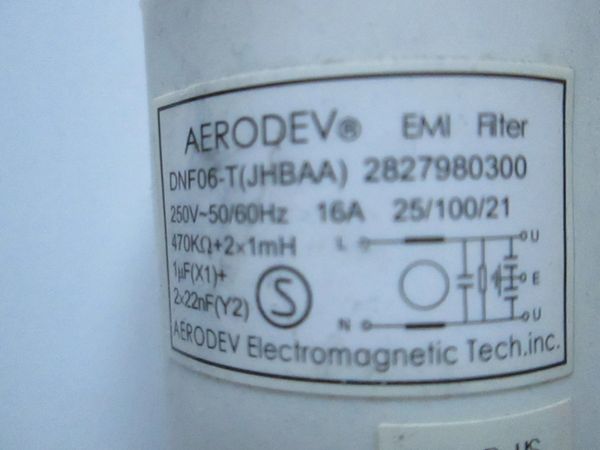 AERODEV® EMI Filter
DNF06-T(JHBAA) 2827980300
250V~50/60Hz 16A 25/100/21
470KΩ+2×1mH
1µF(X1)+
2×22nF(Y2)
S
L U
E
N U
AERODEV Electromagnetic Tech.inc.
US